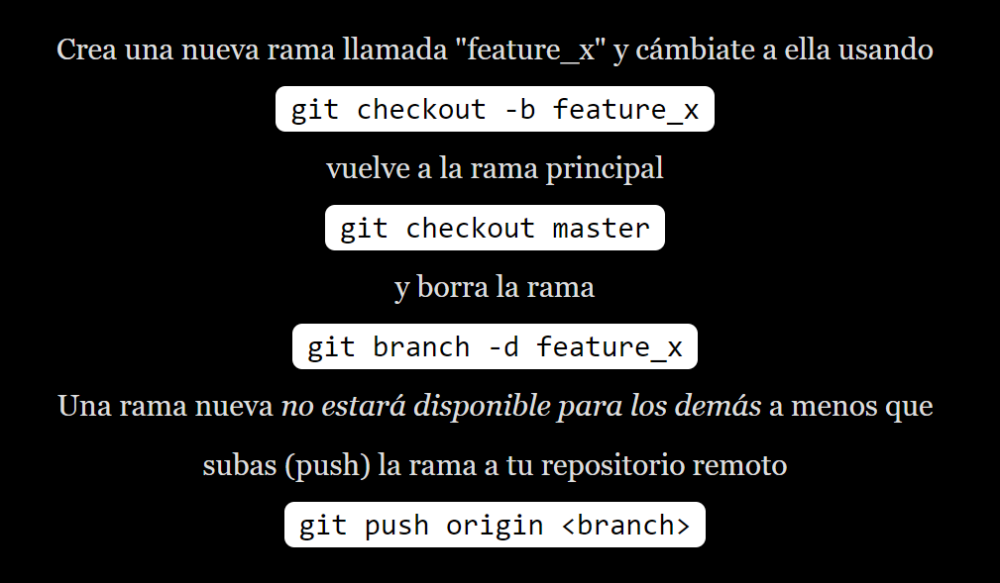 Crea una nueva rama llamada "feature_x" y cámbiate a ella usando
git checkout -b feature_x
vuelve a la rama principal
git checkout master
y borra la rama
git branch -d feature_x
Una rama nueva no estará disponible para los demás a menos que
subas (push) la rama a tu repositorio remoto
git push origin <branch>